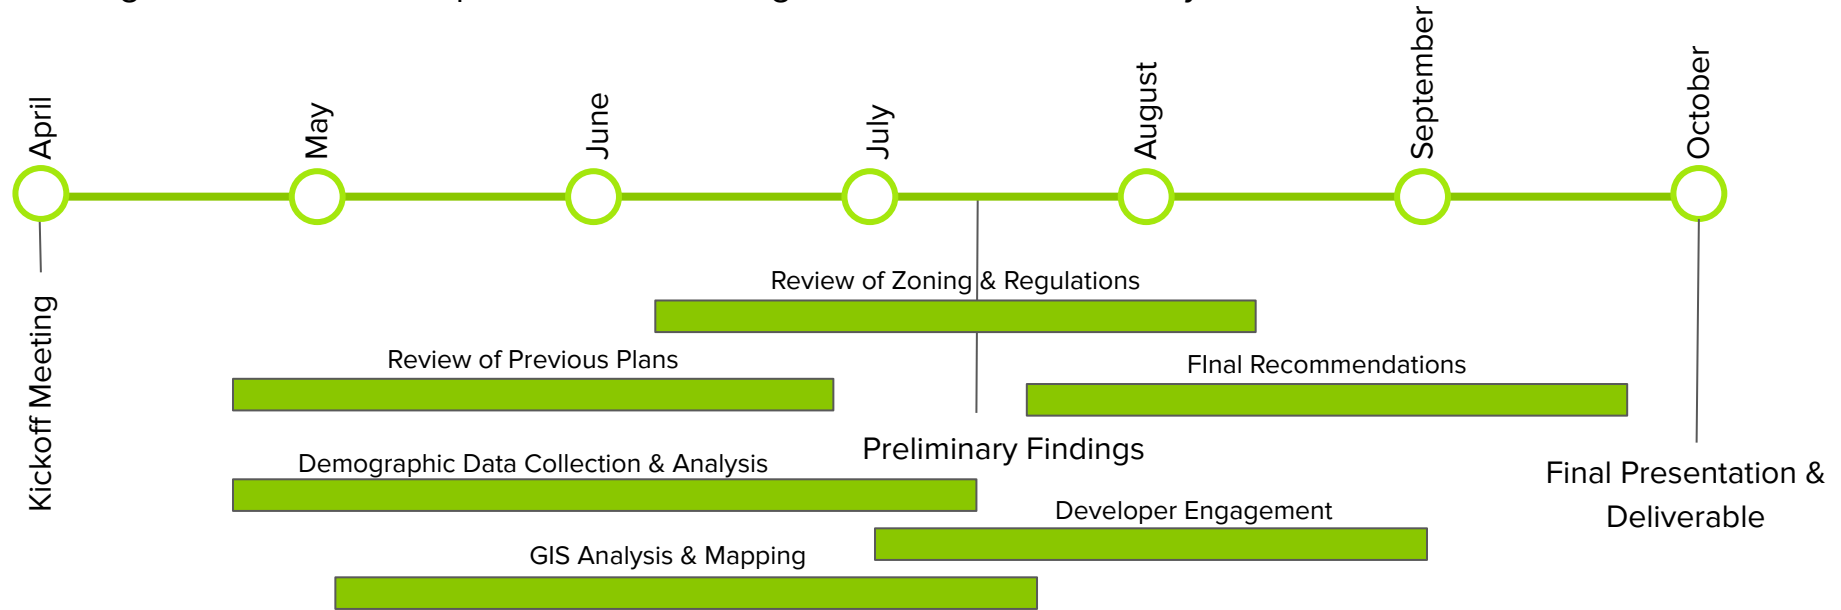 April
May
June
July
August
September
October
Kickoff Meeting
Review of Zoning & Regulations
Review of Previous Plans
FInal Recommendations
Preliminary Findings
Demographic Data Collection & Analysis
Final Presentation &
Deliverable
Developer Engagement
GIS Analysis & Mapping